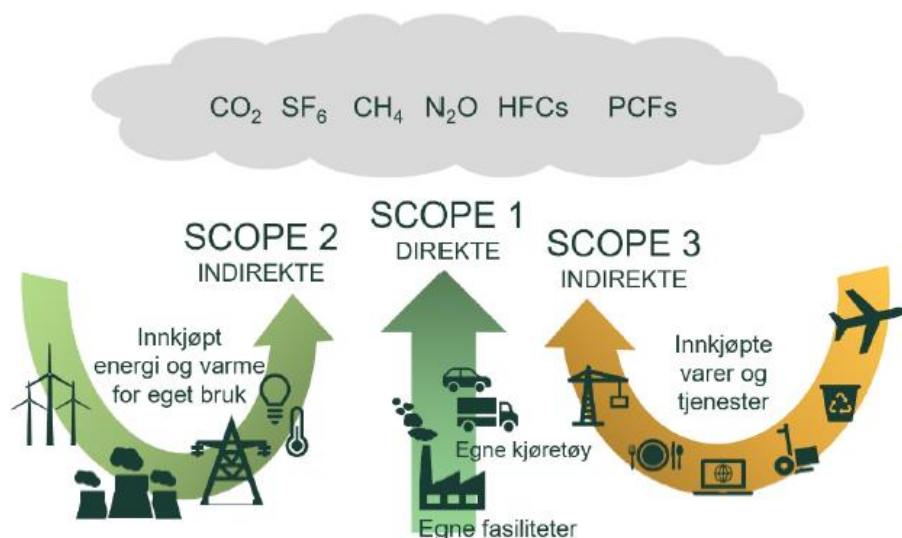 CO₂ SF₆ CH₄ N₂O HFCs PCFs
SCOPE 2
INDIREKTE
Innkjøpt
energi og varme
for eget bruk
SCOPE 1
DIREKTE
Egne kjøretøy
Egne fasiliteter
SCOPE 3
INDIREKTE
Innkjøpte
varer og
tjenester